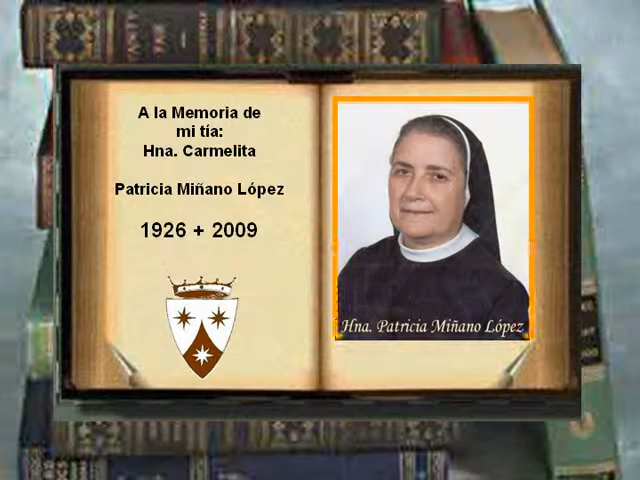 A la Memoria de
mi tía:
Hna. Carmelita
Patricia Miñano López
1926 + 2009
Hna. Patricia Miñano López